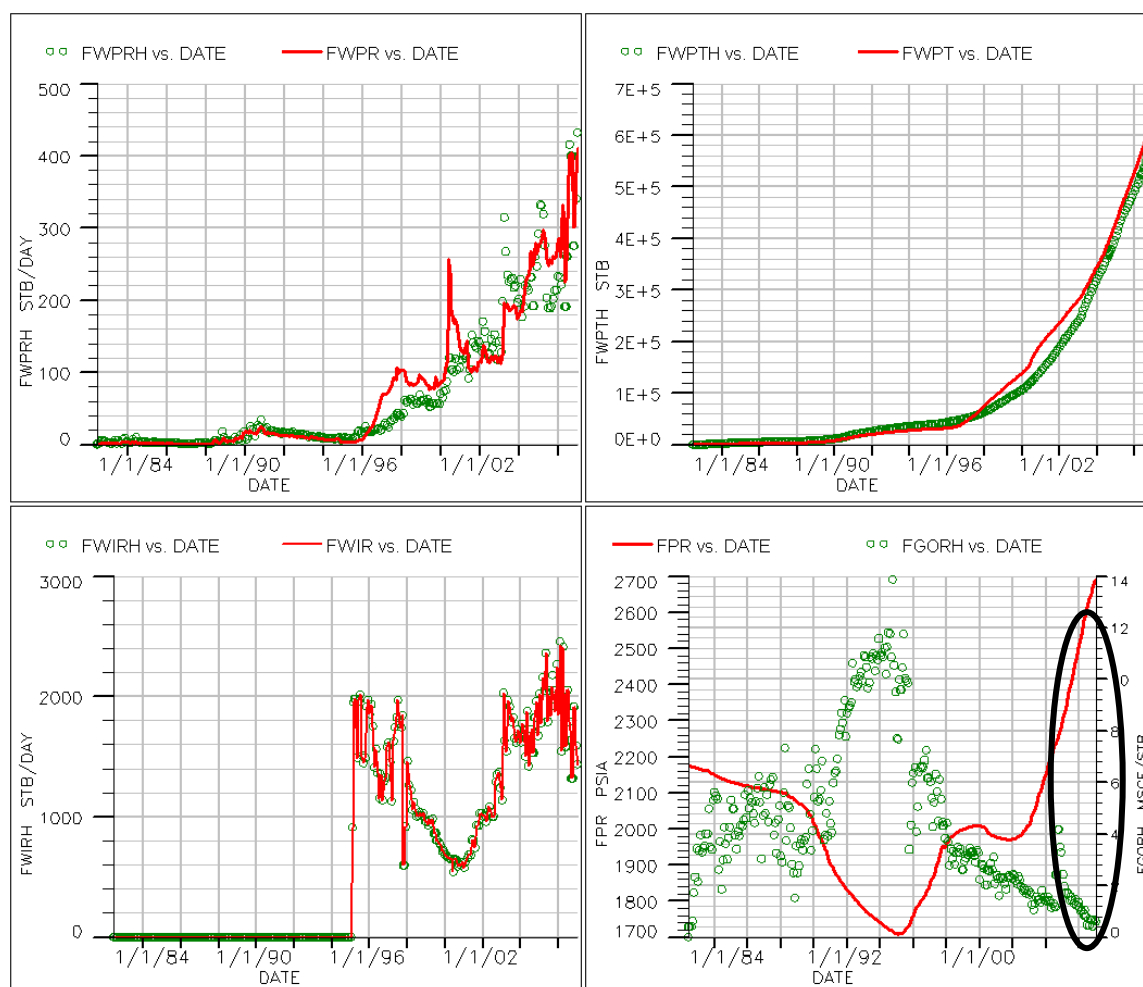 FWPRH vs. DATE FWPR vs. DATE
500
400
300
200
100
0
FWPRH STB/DAY
1/1/84 1/1/90 1/1/96 1/1/02
DATE
FWPTH vs. DATE FWPT vs. DATE
7E+5
6E+5
5E+5
4E+5
3E+5
2E+5
1E+5
0E+0
FWPTH STB
1/1/84 1/1/90 1/1/96 1/1/02
DATE
FWIRH vs. DATE FWIR vs. DATE
3000
2000
1000
0
FWIRH STB/DAY
1/1/84 1/1/90 1/1/96 1/1/02
DATE
FPR vs. DATE FGORH vs. DATE
2700
2600
2500
2400
2300
2200
2100
2000
1900
1800
1700
FPR PSIA
14
12
0
8
6
4
0
FGORH MSCF/STB
1/1/84 1/1/92 1/1/00
DATE